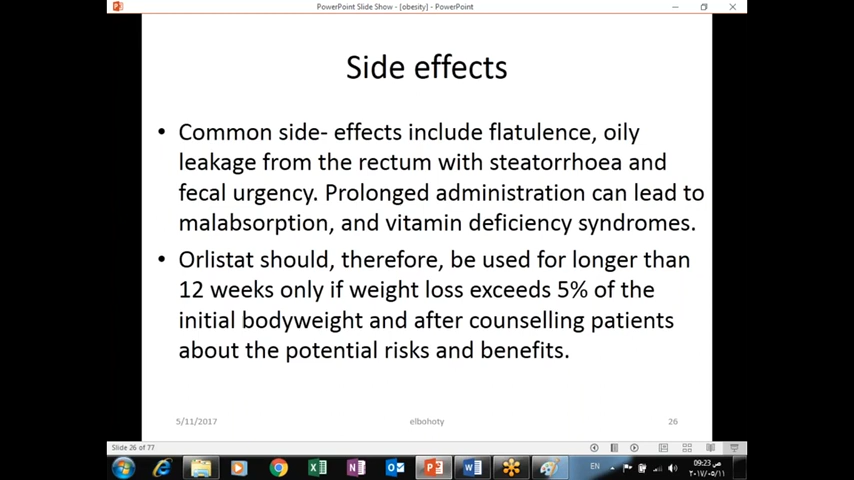 PowerPoint Slide Show - [obesity] - PowerPoint
Side effects
• Common side- effects include flatulence, oily
leakage from the rectum with steatorrhoea and
fecal urgency. Prolonged administration can lead to
malabsorption, and vitamin deficiency syndromes.
• Orlistat should, therefore, be used for longer than
12 weeks only if weight loss exceeds 5% of the
initial bodyweight and after counselling patients
about the potential risks and benefits.
5/11/2017
elbohoty
26
Slide 26 of 77
EN
09:23 ص
٢٠١٧/٠٥/١١